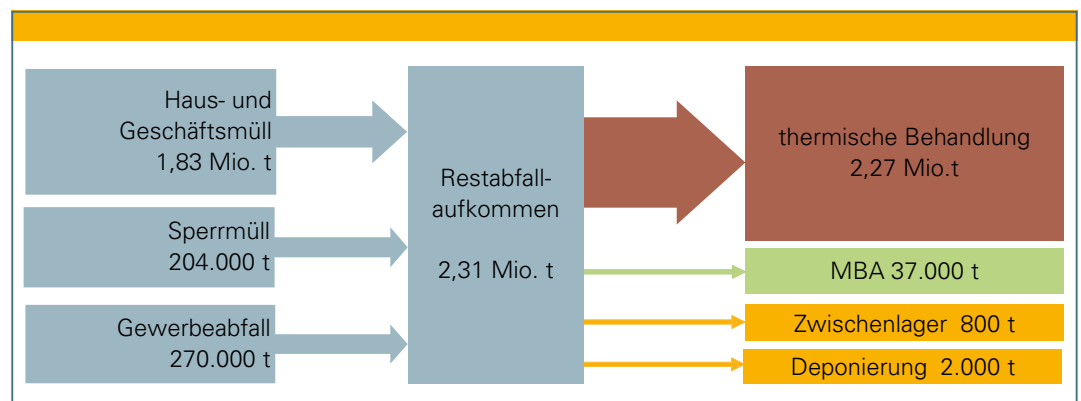 Haus- und
Geschäftsmüll
1,83 Mio. t
Sperrmüll
204.000 t
Gewerbeabfall
270.000 t
Restabfall-
aufkommen
2,31 Mio. t
thermische Behandlung
2,27 Mio.t
MBA 37.000 t
Zwischenlager 800 t
Deponierung 2.000 t